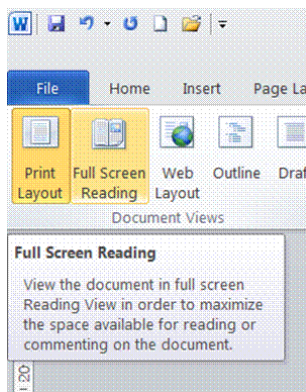 W
File Home Insert Page La
Print Full Screen Web Outline Draf
Layout Reading Layout
Document Views
Full Screen Reading
View the document in full screen
Reading View in order to maximize
the space available for reading or
commenting on the document.
20